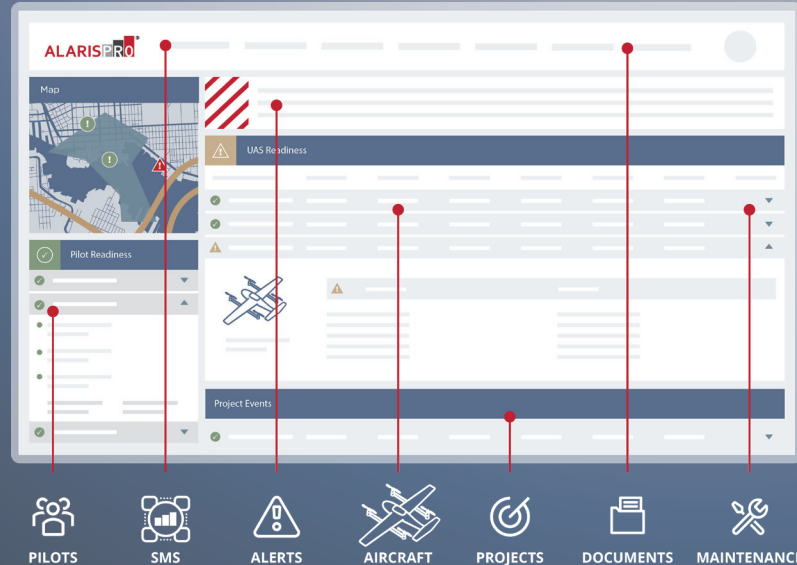 ALARISPRO®
Map
UAS Readiness
Pilot Readiness
Project Events
PILOTS SMS ALERTS AIRCRAFT PROJECTS DOCUMENTS MAINTENANCE